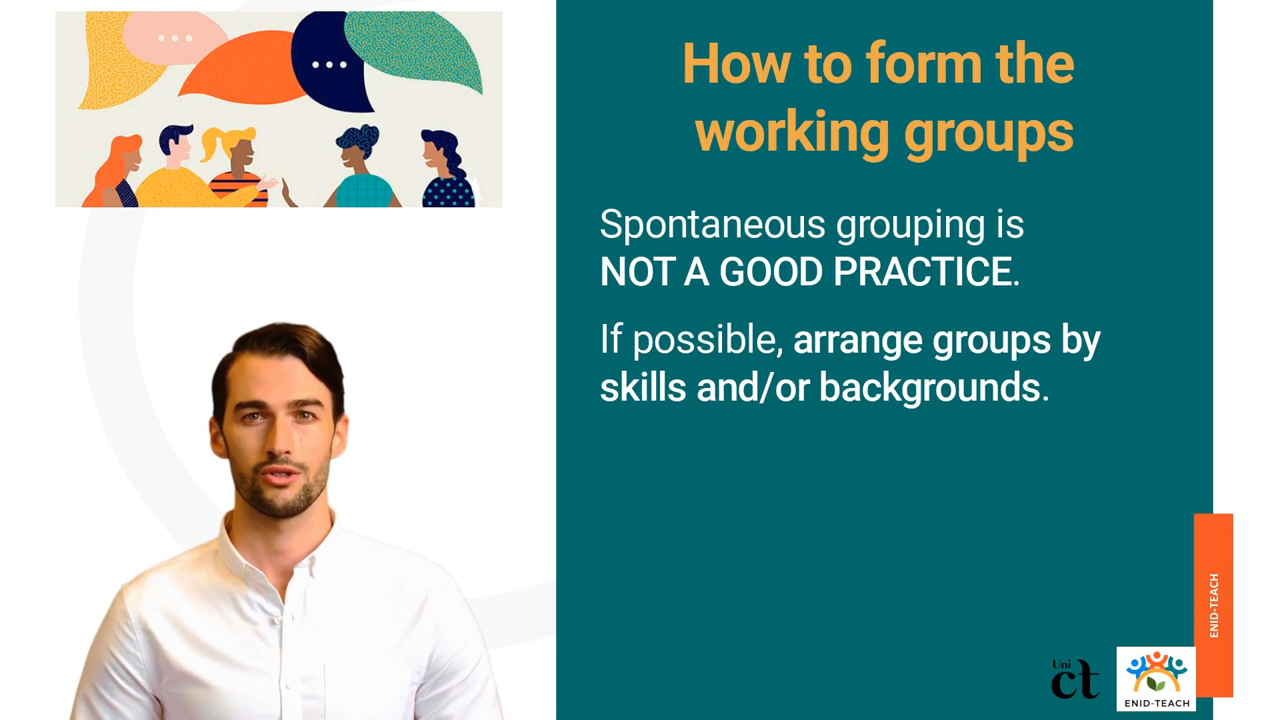 How to form the
working groups
Spontaneous grouping is
NOT A GOOD PRACTICE.
If possible, arrange groups by
skills and/or backgrounds.
ENID-TEACH
Uni
ct
ENID-TEACH